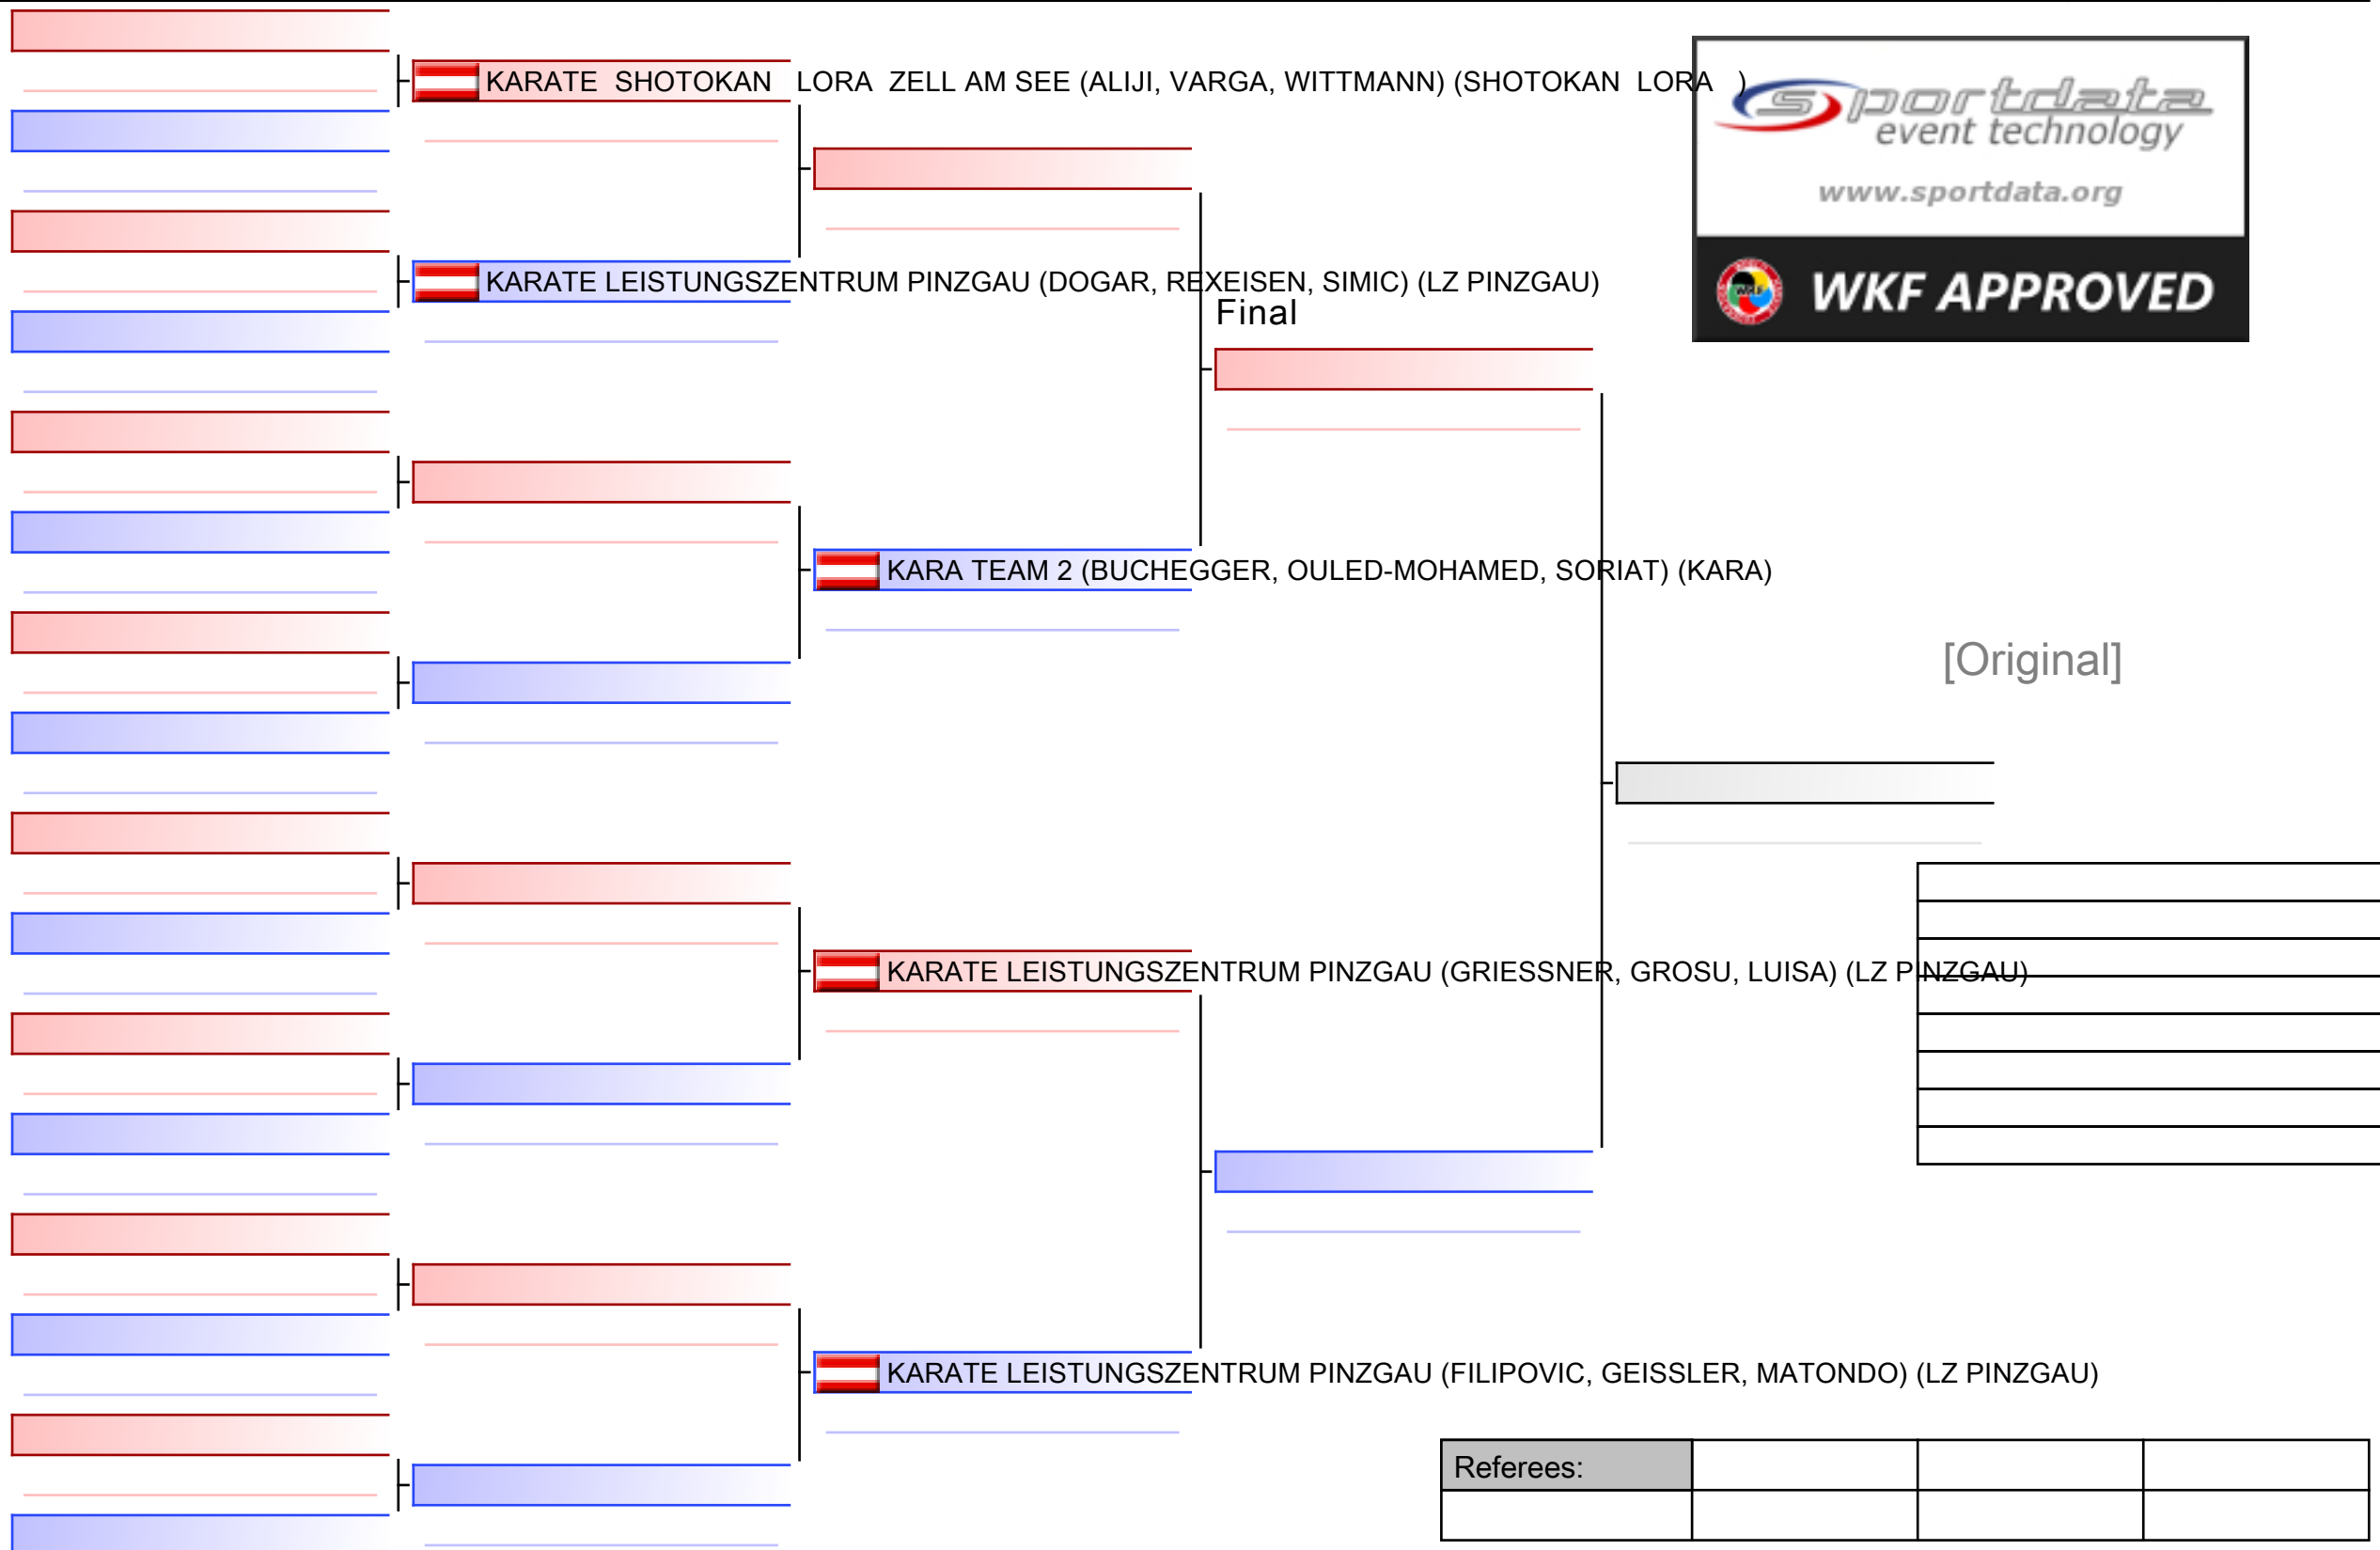 KARATE SHOTOKAN LORA ZELL AM SEE (ALIJI, VARGA, WITTMANN) (SHOTOKAN LORA )
sportdata
event technology
www.sportdata.org
WKF APPROVED
KARATE LEISTUNGSZENTRUM PINZGAU (DOGAR, REXEISEN, SIMIC) (LZ PINZGAU)
Final
KARA TEAM 2 (BUCHEGGER, OULED-MOHAMED, SORIAT) (KARA)
[Original]
KARATE LEISTUNGSZENTRUM PINZGAU (GRIESSNER, GROSU, LUISA) (LZ PINZGAU)
KARATE LEISTUNGSZENTRUM PINZGAU (FILIPOVIC, GEISSLER, MATONDO) (LZ PINZGAU)
Referees: